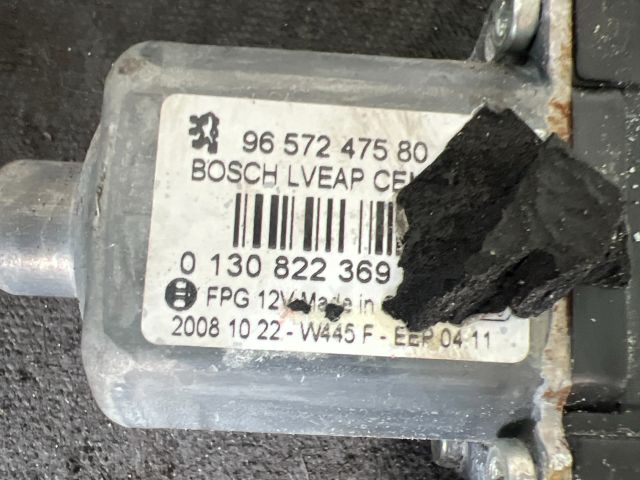 96 572 475 80
BOSCH LVEAP
0 130 822 369
FPG 12V Made in
2008 10 22 - W445 F - EEP 04 11